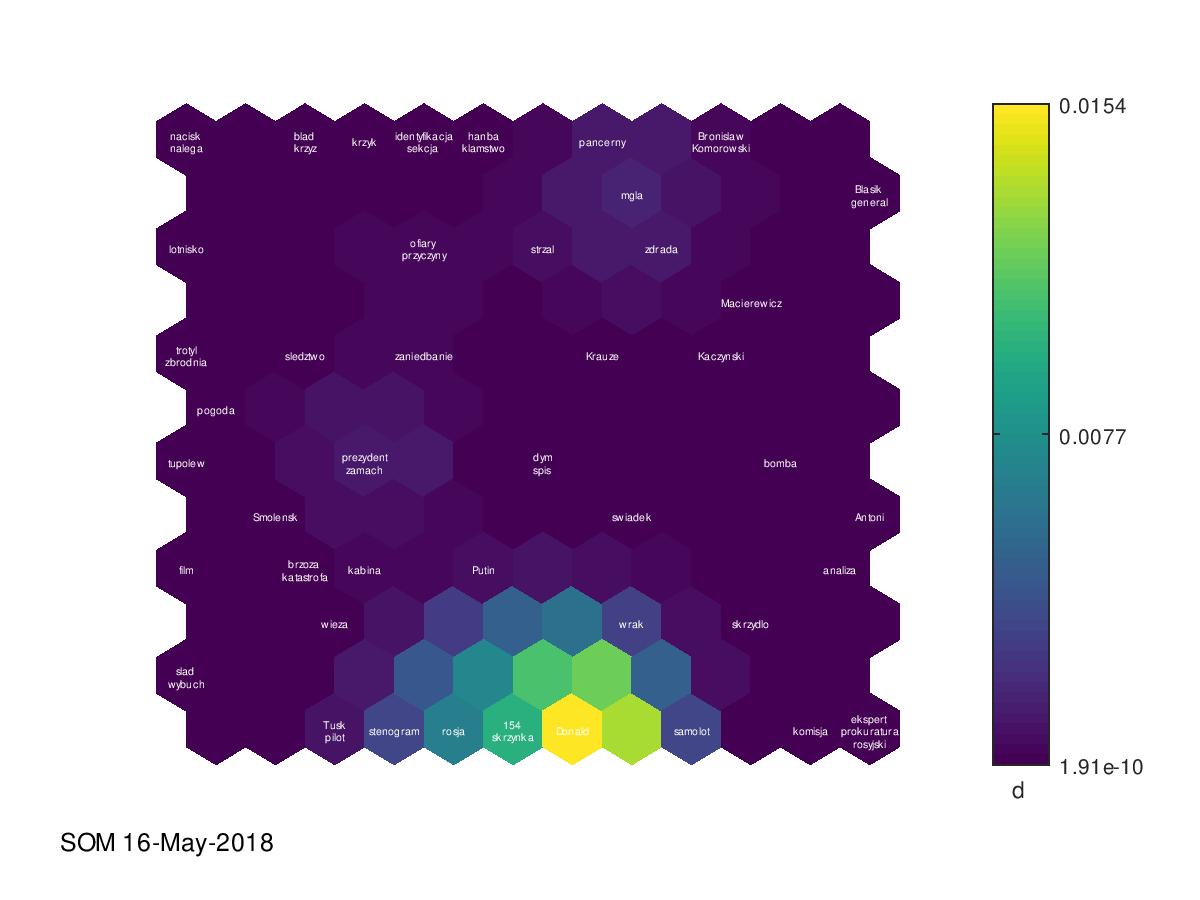 0.0154
nacisk
nalega
blad
krzyz
krzyk
identyfikacja
sekcja
hanba
klamstwo
pancerny
Bronislaw
Komorowski
mgla
Blasik
general
lotnisko
ofiary
przyczyny
strzal
zdrada
Macierewicz
trotyl
zbrodnia
sledztwo
zaniedbanie
Krauze
Kaczynski
pogoda
0.0077
tupolew
prezydent
zamach
dym
spis
bomba
Smolensk
swiadek
Antoni
film
brzoza
katastrofa
kabina
Putin
analiza
wieza
wrak
skrzydlo
slad
wybuch
Tusk
pilot
stenogram
rosja
154
skrzynka
Donald
samolot
komisja
ekspert
prokuratura
rosyjski
1.91e-10
d
SOM 16-May-2018